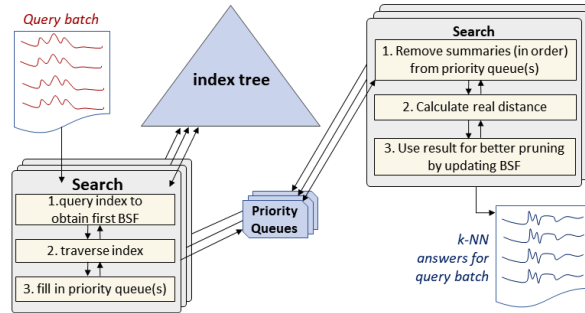 Query batch
index tree
Search
1.query index to
obtain first BSF
2. traverse index
3. fill in priority queue(s)
Priority
Queues
Search
1. Remove summaries (in order)
from priority queue(s)
2. Calculate real distance
3. Use result for better pruning
by updating BSF
k-NN
answers for
query batch